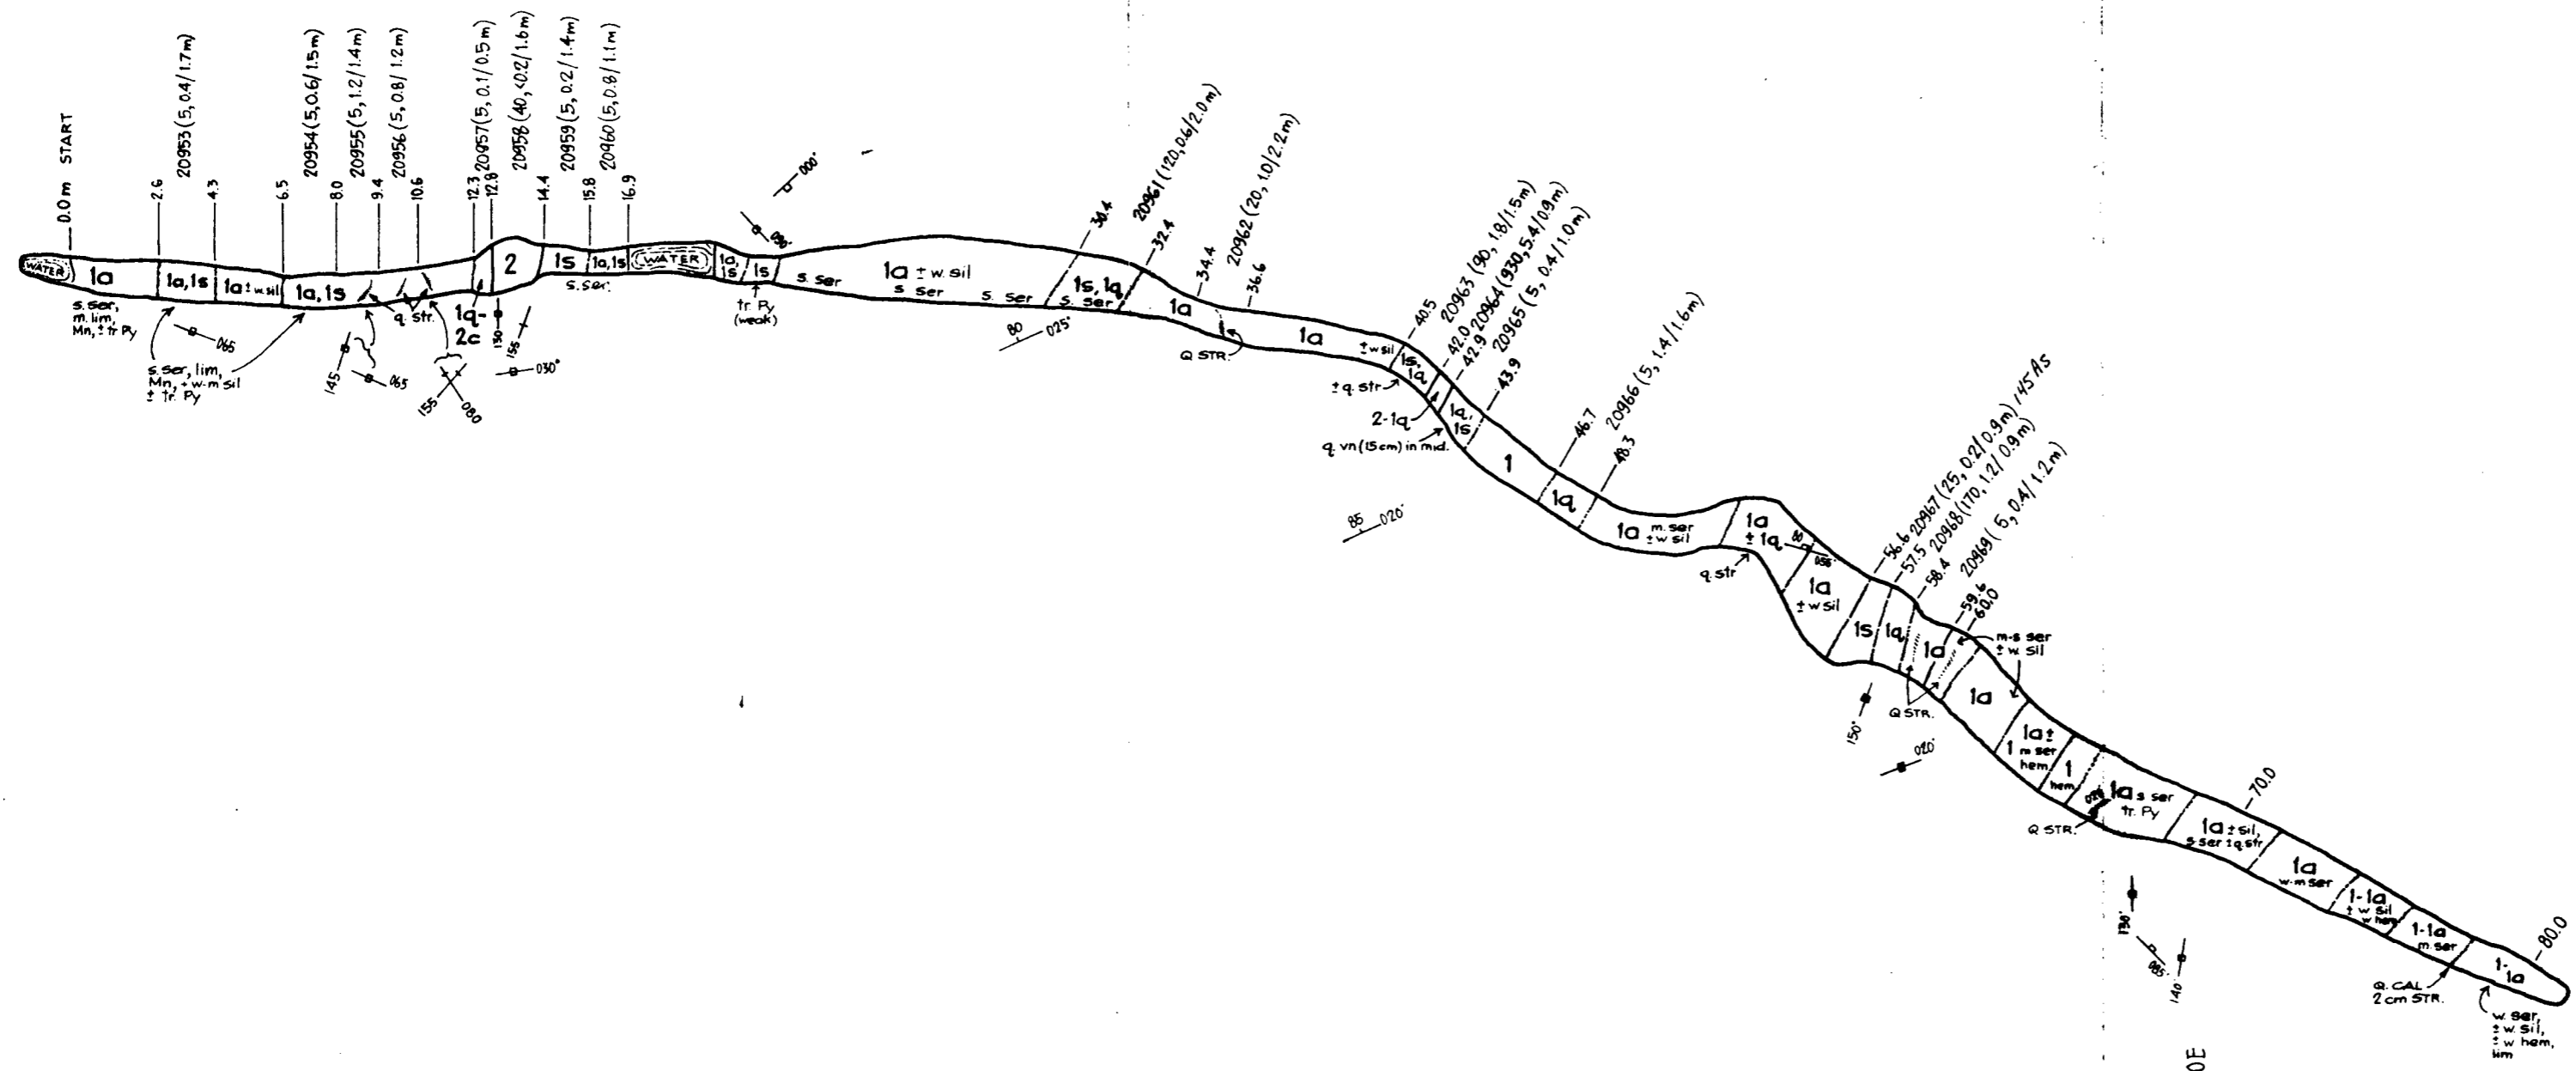 0.0 m START
2.6
20953 (5, 0.4/1.7m)
4.3
6.5
20954 (5, 0.6/1.5m)
8.0
20955 (5, 1.2/1.4m)
9.4
20956 (5, 0.8/1.2m)
10.6
12.3
20957 (5, 0.1/0.5m)
12.8
20958 (40, <0.2/1.6m)
14.4
20959 (5, 0.2/1.4m)
15.8
20960 (5, 0.8/1.1m)
16.9
WATER
1a
s. ser,
m. lim,
Mn, ± tr Py
1a, 1s
1a ± w sil
1a, 1s
065
s. ser, lim,
Mn, + w-m sil
± tr. Py
q. str.
145
065
155
080
1q-
2c
2
130
155
030°
1s
1a, 1s
s. ser.
WATER
1a,
1s
1s
tr. Py
(weak)
090°
000°
s. ser
1a ± w. sil
s ser
s. ser
80
025°
30.4
1s, 1q
s. ser
20961 (120, 0.6/2.0m)
32.4
1a
34.4
20962 (20, 1.0/2.2m)
36.6
Q STR.
1a
± w sil
40.5
20963 (90, 1.8/1.5m)
42.0
20964 (930, 5.4/0.9m)
42.9
20965 (5, 0.4/1.0m)
43.9
1s,
1q
± q. str
2-1q
1q,
1s
q. vn (15cm) in mid.
1
85
020°
46.7
20966 (5, 1.4/1.6m)
48.3
1q
1a m. ser
± w sil
1a
± 1q
q. str
80
055°
1a
± w sil
56.6
20967 (25, 0.2/0.9m) /45 As
57.5
20968 (170, 1.2/0.9m)
58.4
20969 (5, 0.4/1.2m)
59.6
60.0
1s
1q
1a
m-s ser
± w. sil
Q STR.
150°
020°
1a
1a ±
1 m ser
hem
1
hem
020
1a s ser
tr. Py
Q STR.
70.0
1a ± sil,
s ser ± q. str
1a
w-m ser
1-1a
± w sil
w hem
1-1a
m. ser
1-
1a
80.0
130°
085°
140
Q. CAL
2 cm STR.
w. ser,
± w. sil,
± w hem,
lim
0E